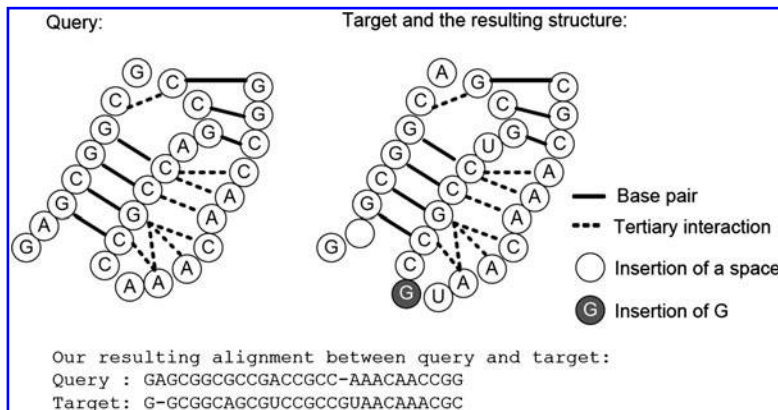 Query:
Target and the resulting structure:
G A G C G G C G C C G A C C G C C A A A C A A C C G G
G G C G G C A G C G U C C G C C G U A A C A A A C G C
Base pair
Tertiary interaction
Insertion of a space
G Insertion of G
Our resulting alignment between query and target:
Query : GAGCGGCGCCGACCGCC-AAACAACCGG
Target: G-GCGGCAGCGUCCGCCGUAACAAACGC